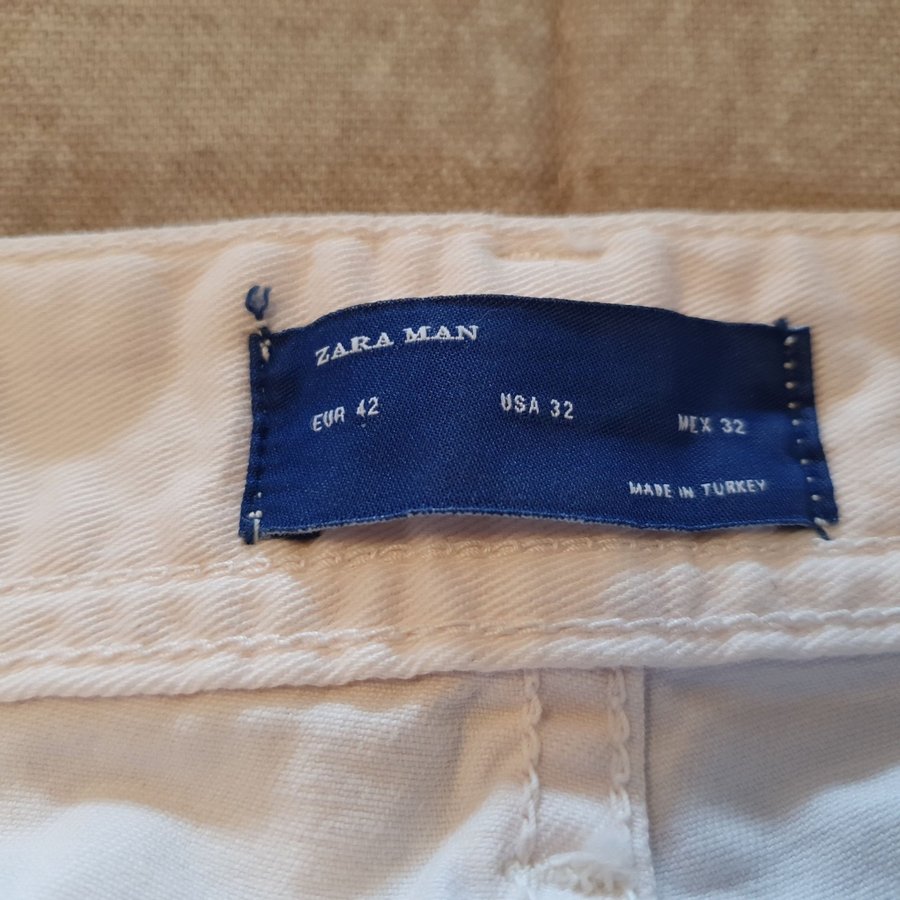 ZARA MAN
EUR 42 USA 32 MEX 32
MADE IN TURKEY